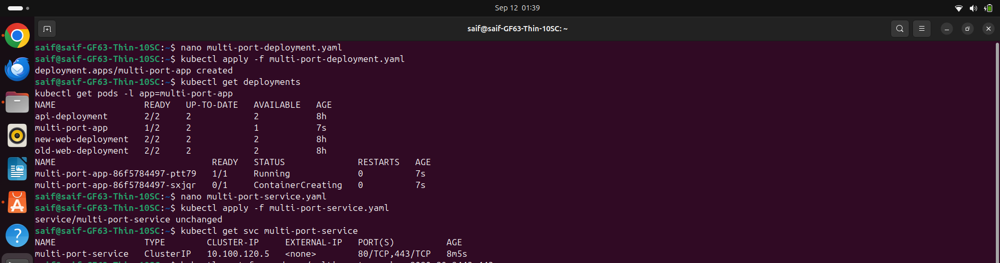 Sep 12 01:39
saif@saif-GF63-Thin-10SC: ~
saif@saif-GF63-Thin-10SC:~$ nano multi-port-deployment.yaml
saif@saif-GF63-Thin-10SC:~$ kubectl apply -f multi-port-deployment.yaml
deployment.apps/multi-port-app created
saif@saif-GF63-Thin-10SC:~$ kubectl get deployments
kubectl get pods -l app=multi-port-app
NAME READY UP-TO-DATE AVAILABLE AGE
api-deployment 2/2 2 2 8h
multi-port-app 1/2 2 1 7s
new-web-deployment 2/2 2 2 8h
old-web-deployment 2/2 2 2 8h
NAME READY STATUS RESTARTS AGE
multi-port-app-86f5784497-ptt79 1/1 Running 0 7s
multi-port-app-86f5784497-sxjqr 0/1 ContainerCreating 0 7s
saif@saif-GF63-Thin-10SC:~$ nano multi-port-service.yaml
saif@saif-GF63-Thin-10SC:~$ kubectl apply -f multi-port-service.yaml
service/multi-port-service unchanged
saif@saif-GF63-Thin-10SC:~$ kubectl get svc multi-port-service
NAME TYPE CLUSTER-IP EXTERNAL-IP PORT(S) AGE
multi-port-service ClusterIP 10.100.120.5 <none> 80/TCP,443/TCP 8m5s